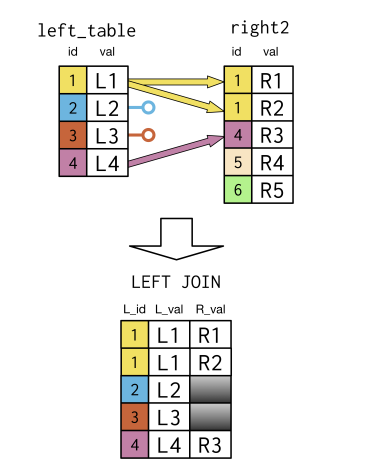 left_table right2
id val id val
1 L1 1 R1
2 L2 1 R2
3 L3 4 R3
4 L4 5 R4
6 R5
LEFT JOIN
L_id L_val R_val
1 L1 R1
1 L1 R2
2 L2
3 L3
4 L4 R3